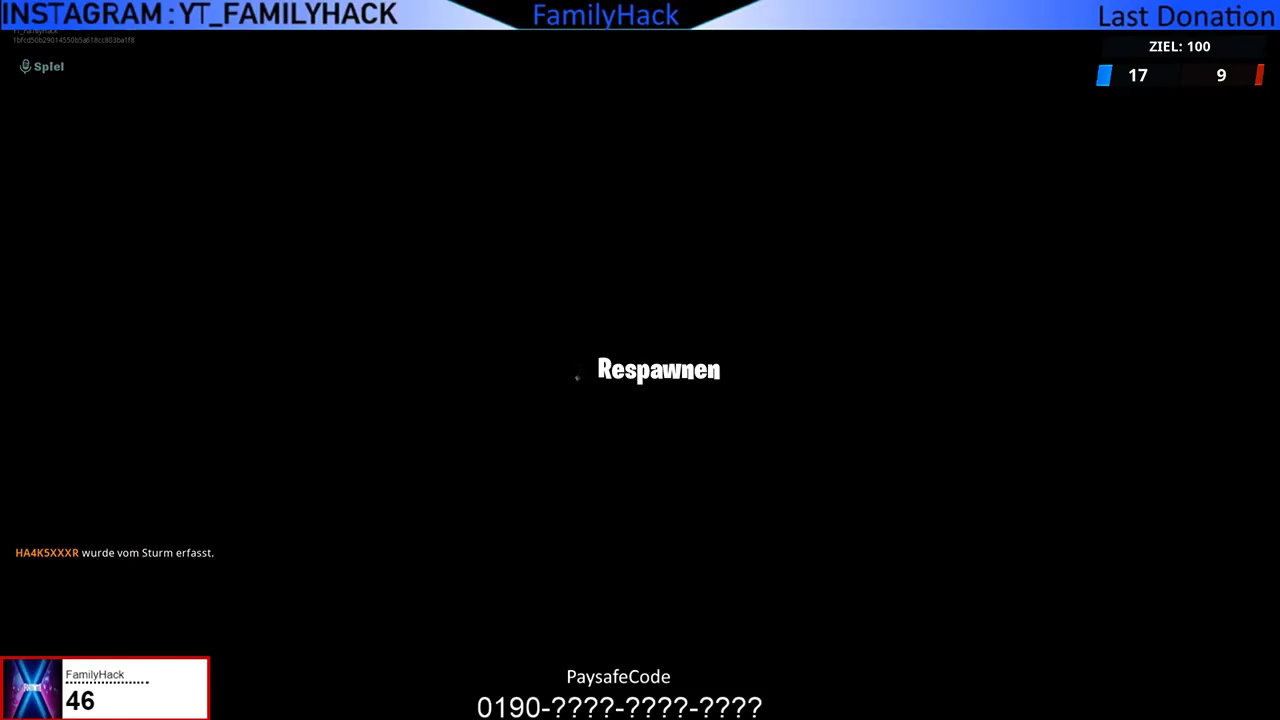 INSTAGRAM : YT_FAMILYHACK
FamilyHack
Last Donation
ZIEL: 100
17 9
Spiel
Respawnen
HA4K5XXXR wurde vom Sturm erfasst.
FamilyHack
46
PaysafeCode
0190-????-????-????